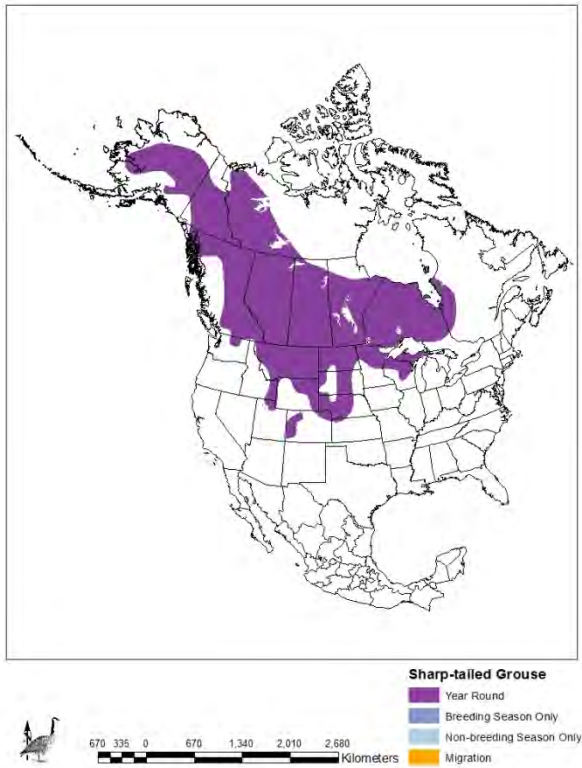 Sharp-tailed Grouse
Year Round
Breeding Season Only
Non-breeding Season Only
Migration
670 335 0 670 1,340 2,010 2,680
Kilometers